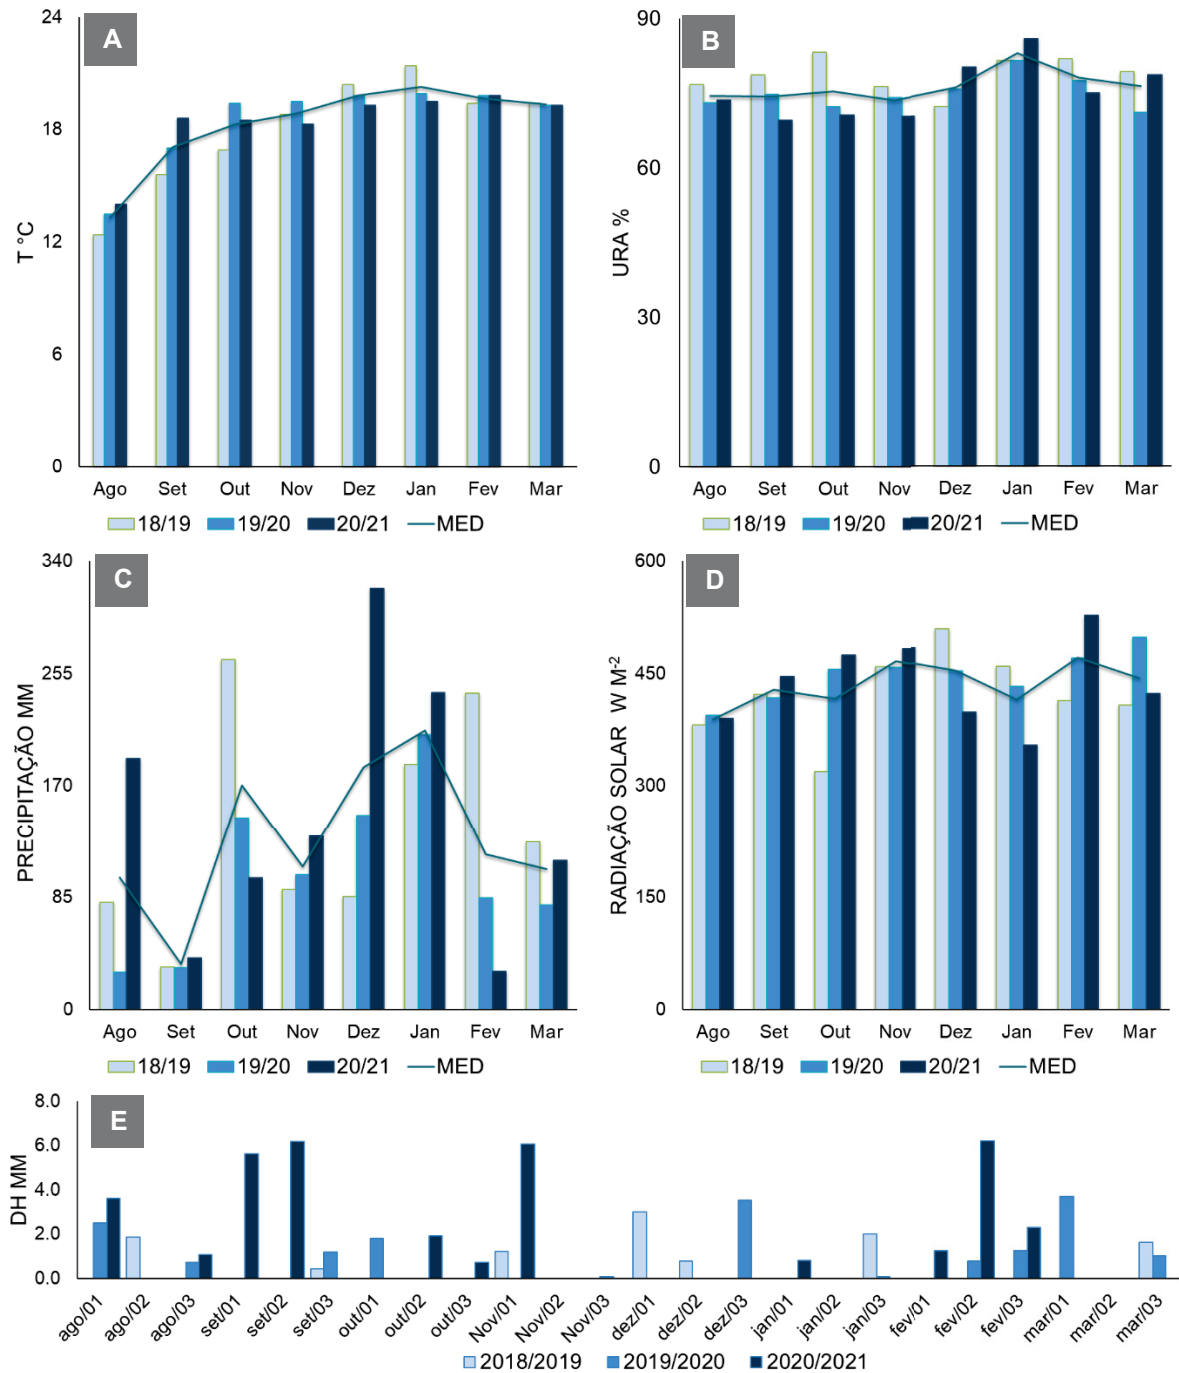 A
24
18
12
6
0
T °C
Ago Set Out Nov Dez Jan Fev Mar
18/19 19/20 20/21 MED
B
90
60
30
0
URA %
Ago Set Out Nov Dez Jan Fev Mar
18/19 19/20 20/21 MED
C
340
255
170
85
0
PRECIPITAÇÃO MM
Ago Set Out Nov Dez Jan Fev Mar
18/19 19/20 20/21 MED
D
600
450
300
150
0
RADIAÇÃO SOLAR W M⁻²
Ago Set Out Nov Dez Jan Fev Mar
18/19 19/20 20/21 MED
E
8.0
6.0
4.0
2.0
0.0
DH MM
ago/01 ago/02 ago/03 set/01 set/02 set/03 out/01 out/02 out/03 Nov/01 Nov/02 Nov/03 dez/01 dez/02 dez/03 jan/01 jan/02 jan/03 fev/01 fev/02 fev/03 mar/01 mar/02 mar/03
2018/2019 2019/2020 2020/2021